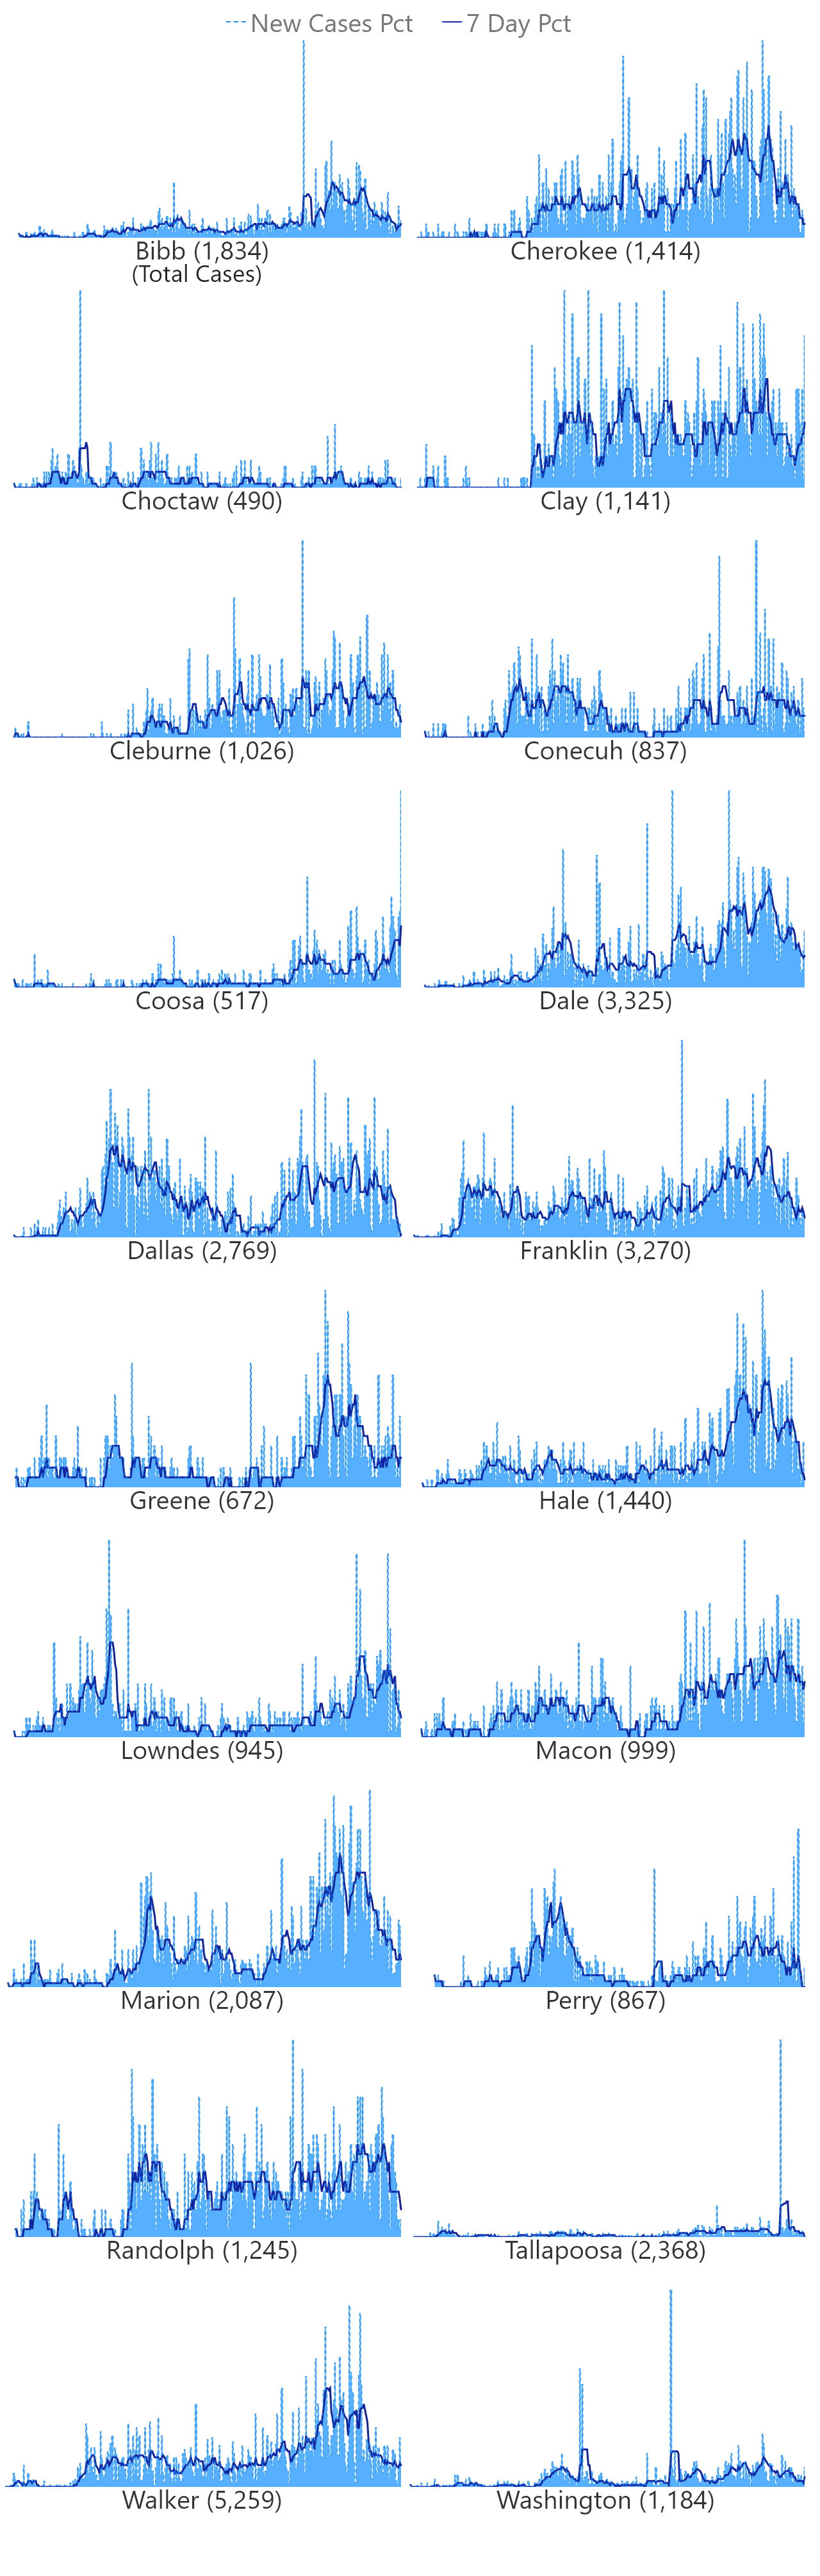 New Cases Pct 7 Day Pct
Bibb (1,834) Cherokee (1,414)
(Total Cases)
Choctaw (490) Clay (1,141)
Cleburne (1,026) Conecuh (837)
Coosa (517) Dale (3,325)
Dallas (2,769) Franklin (3,270)
Greene (672) Hale (1,440)
Lowndes (945) Macon (999)
Marion (2,087) Perry (867)
Randolph (1,245) Tallapoosa (2,368)
Walker (5,259) Washington (1,184)